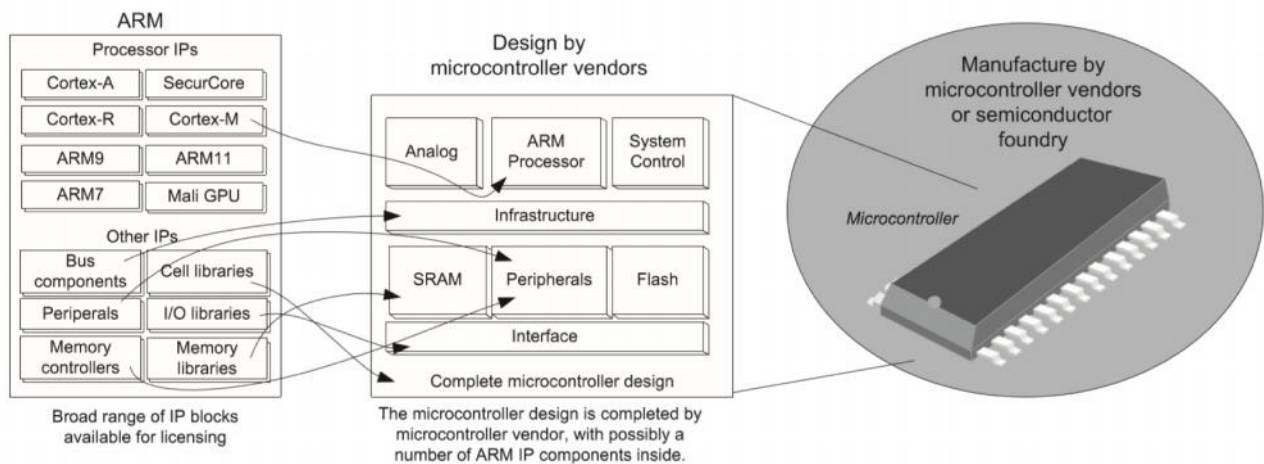 ARM
Processor IPs
Cortex-A
SecurCore
Cortex-R
Cortex-M
ARM9
ARM11
ARM7
Mali GPU
Other IPs
Bus
components
Cell libraries
Periperals
I/O libraries
Memory
controllers
Memory
libraries
Broad range of IP blocks
available for licensing
Design by
microcontroller vendors
Analog
ARM
Processor
System
Control
Infrastructure
SRAM
Peripherals
Flash
Interface
Complete microcontroller design
The microcontroller design is completed by
microcontroller vendor, with possibly a
number of ARM IP components inside.
Manufacture by
microcontroller vendors
or semiconductor
foundry
Microcontroller